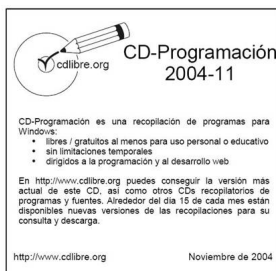 cdlibre.org
CD-Programación
2004-11
CD-Programación es una recopilación de programas para
Windows:
• libres / gratuitos al menos para uso personal o educativo
• sin limitaciones temporales
• dirigidos a la programación y al desarrollo web
En http://www.cdlibre.org puedes conseguir la versión más
actual de este CD, así como otros CDs recopilatorios de
programas y fuentes. Alrededor del día 15 de cada mes están
disponibles nuevas versiones de las recopilaciones para su
consulta y descarga.
http://www.cdlibre.org Noviembre de 2004